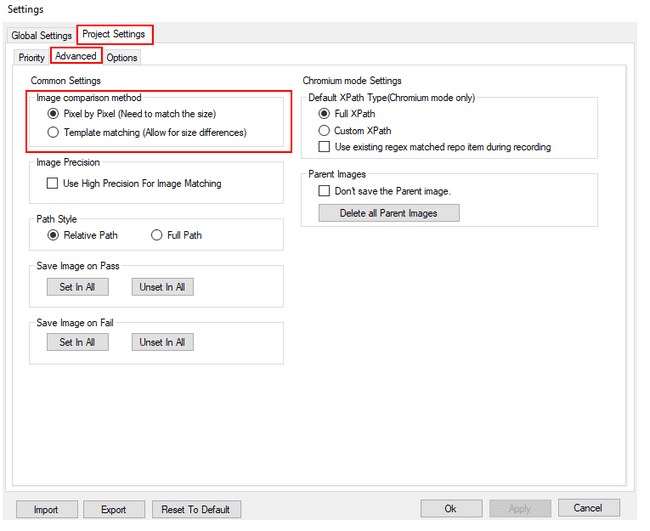 Settings
Global Settings
Project Settings
Priority
Advanced
Options
Common Settings
Image comparison method
Pixel by Pixel (Need to match the size)
Template matching (Allow for size differences)
Image Precision
Use High Precision For Image Matching
Path Style
Relative Path
Full Path
Save Image on Pass
Set In All
Unset In All
Save Image on Fail
Set In All
Unset In All
Chromium mode Settings
Default XPath Type(Chromium mode only)
Full XPath
Custom XPath
Use existing regex matched repo item during recording
Parent Images
Don't save the Parent image.
Delete all Parent Images
Import
Export
Reset To Default
Ok
Apply
Cancel